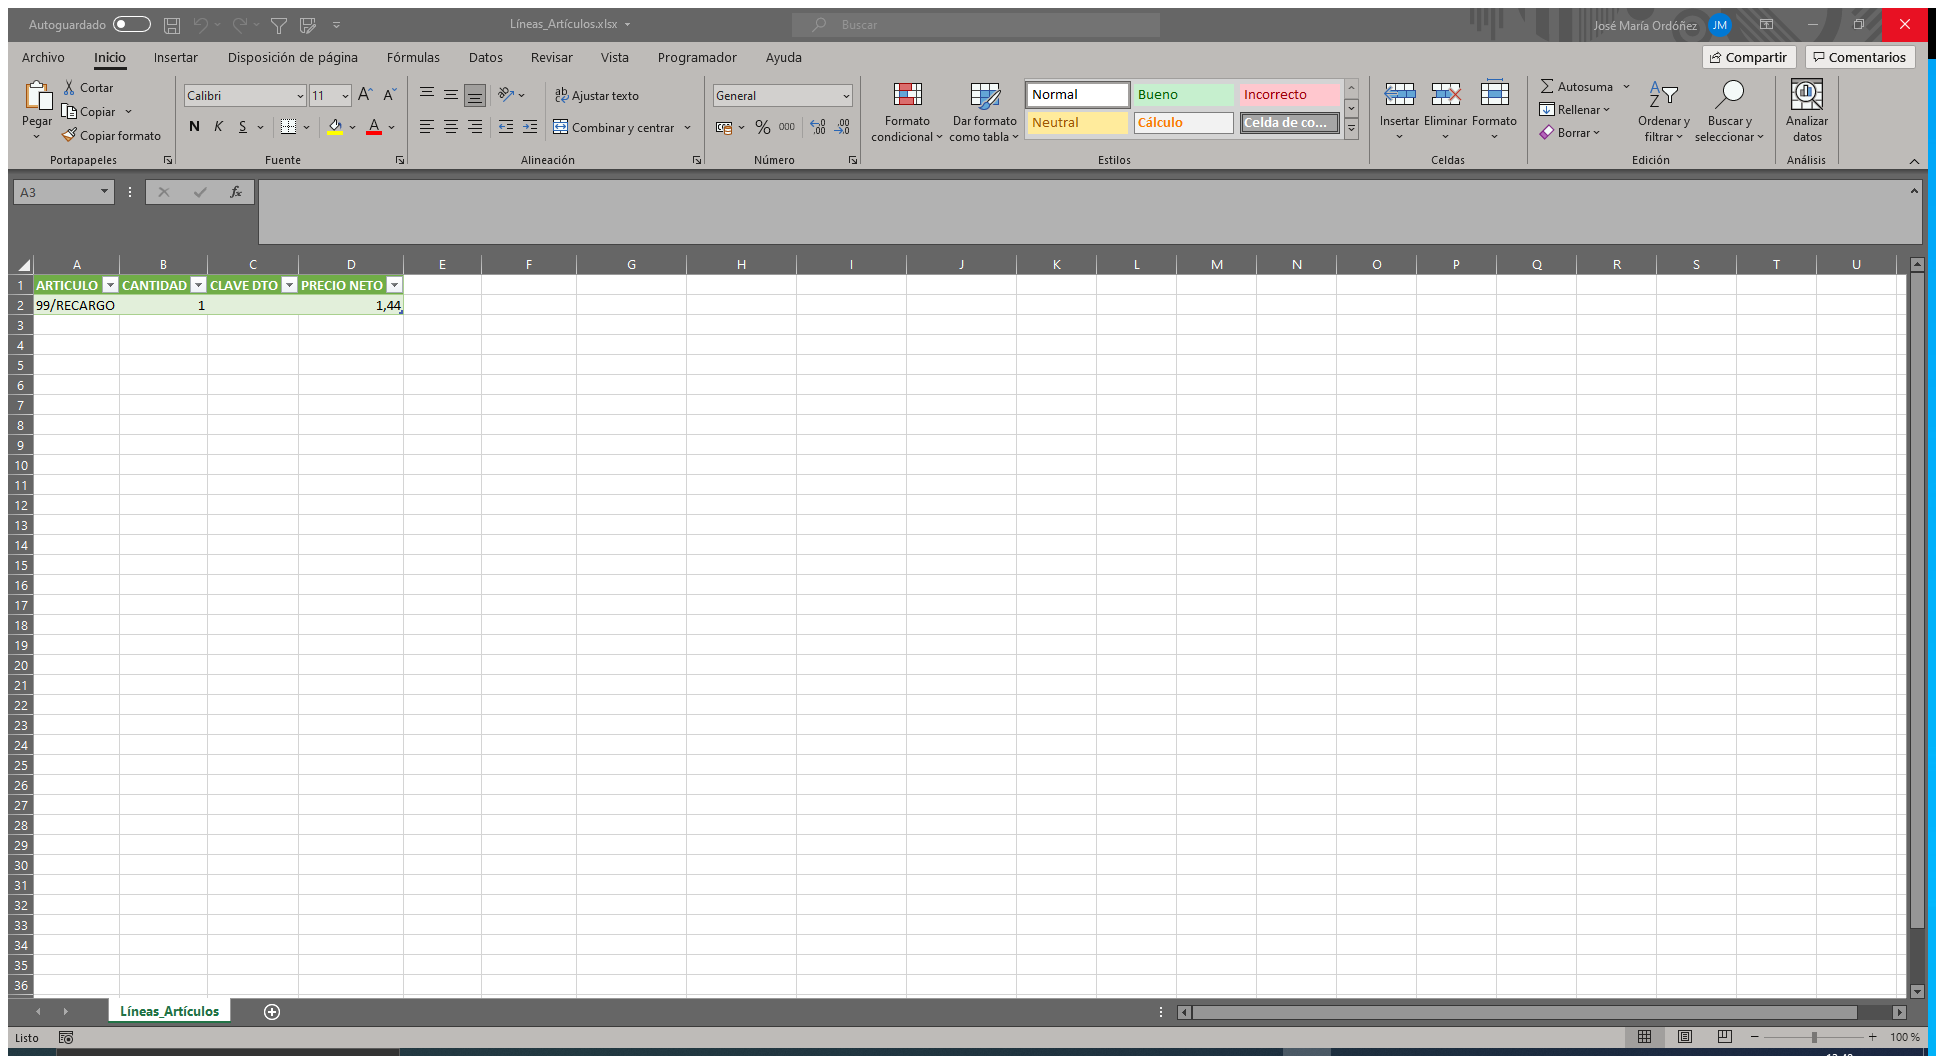 Autoguardado
Líneas_Artículos.xlsx
Buscar
José María Ordóñez JM
Archivo Inicio Insertar Disposición de página Fórmulas Datos Revisar Vista Programador Ayuda Compartir Comentarios
Pegar
Cortar
Copiar
Copiar formato
Portapapeles
Calibri 11
N K S
Fuente
Ajustar texto
Combinar y centrar
Alineación
General
% 000
Número
Formato condicional
Dar formato como tabla
Normal Bueno Incorrecto
Neutral Cálculo Celda de co...
Estilos
Insertar Eliminar Formato
Celdas
Autosuma
Rellenar
Borrar
Ordenar y filtrar
Buscar y seleccionar
Edición
Analizar datos
Análisis
A3 fx
A B C D E F G H I J K L M N O P Q R S T U
1 ARTICULO CANTIDAD CLAVE DTO PRECIO NETO
2 99/RECARGO 1 1,44
3
4
5
6
7
8
9
10
11
12
13
14
15
16
17
18
19
20
21
22
23
24
25
26
27
28
29
30
31
32
33
34
35
36
Líneas_Artículos
Listo 100 %